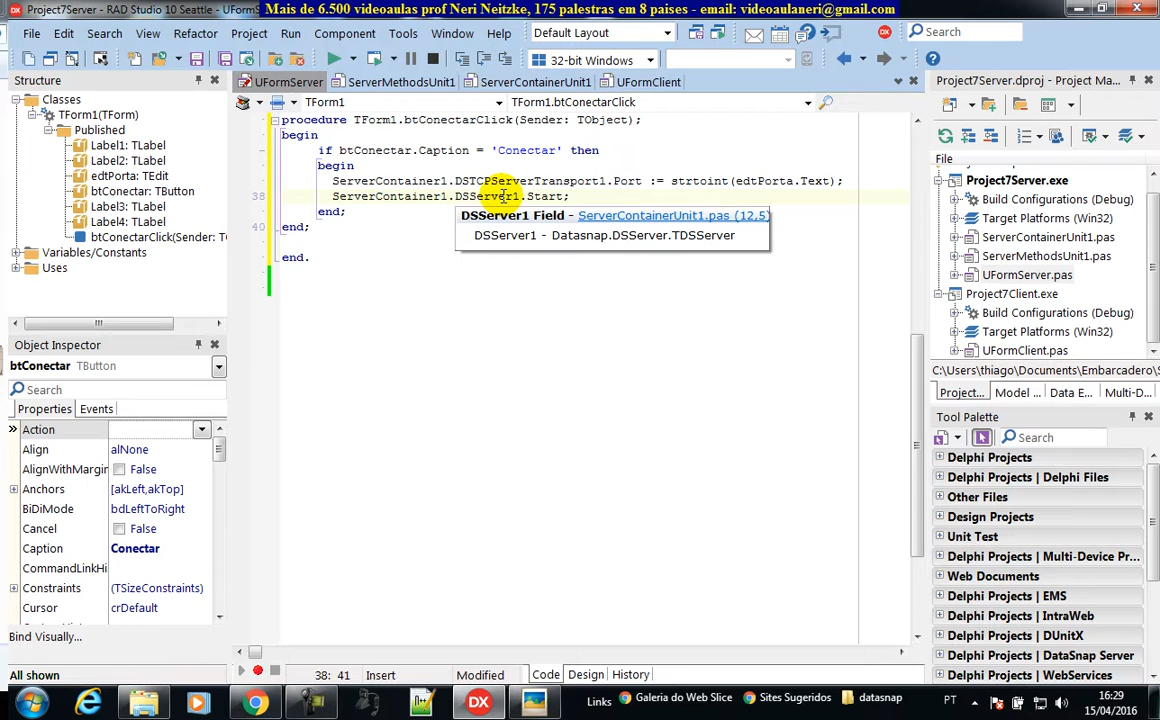 Project7Server - RAD Studio 10 Seattle - UForm
Mais de 6.500 videoaulas prof Neri Neitzke, 175 palestras em 8 paises - email: videoaulaneri@gmail.com
File Edit Search View Refactor Project Run Component Tools Window Help
Default Layout
Search
32-bit Windows
Structure
UFormServer ServerMethodsUnit1 ServerContainerUnit1 UFormClient
Project7Server.dproj - Project Ma...
TForm1 TForm1.btConectarClick
Classes
TForm1(TForm)
Published
Label1: TLabel
Label2: TLabel
edtPorta: TEdit
btConectar: TButton
Label3: TLabel
Label4: TLabel
btConectarClick(Sender: TO
Variables/Constants
Uses
procedure TForm1.btConectarClick(Sender: TObject);
begin
if btConectar.Caption = 'Conectar' then
begin
ServerContainer1.DSTCPServerTransport1.Port := strtoint(edtPorta.Text);
38 ServerContainer1.DSServer1.Start;
end;
40 end;
end.
DSServer1 Field - ServerContainerUnit1.pas (12,5)
DSServer1 - Datasnap.DSServer.TDSServer
File
Project7Server.exe
Build Configurations (Debug)
Target Platforms (Win32)
ServerContainerUnit1.pas
ServerMethodsUnit1.pas
UFormServer.pas
Project7Client.exe
Build Configurations (Debug)
Target Platforms (Win32)
UFormClient.pas
C:\Users\thiago\Documents\Embarcadero
Project... Model ... Data E... Multi-D...
Object Inspector
btConectar TButton
Search
Properties Events
Action
Align alNone
AlignWithMargin False
Anchors [akLeft,akTop]
BiDiMode bdLeftToRight
Cancel False
Caption Conectar
CommandLinkHi
Constraints (TSizeConstraints)
Cursor crDefault
Bind Visually...
All shown
Tool Palette
Search
Delphi Projects
Delphi Projects | Delphi Files
Other Files
Design Projects
Unit Test
Delphi Projects | Multi-Device Pr...
Web Documents
Delphi Projects | EMS
Delphi Projects | IntraWeb
Delphi Projects | DUnitX
Delphi Projects | DataSnap Server
Delphi Projects | WebServices
38: 41 Insert Modified Code Design History
Links Galeria do Web Slice Sites Sugeridos datasnap
PT
16:29
15/04/2016